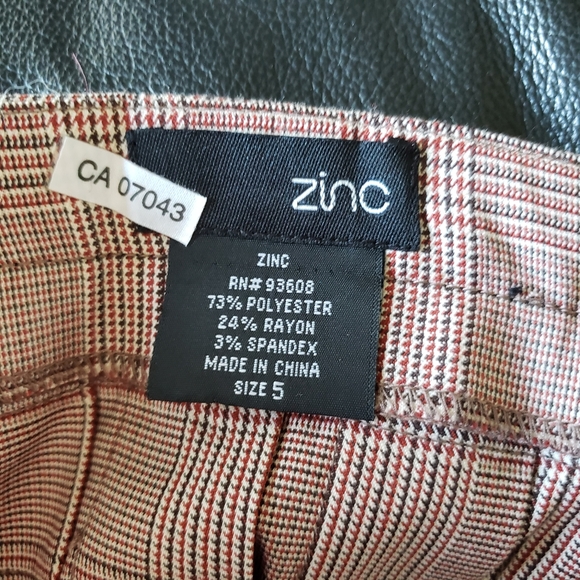 zinc
CA 07043
ZINC
RN# 93608
73% POLYESTER
24% RAYON
3% SPANDEX
MADE IN CHINA
SIZE 5